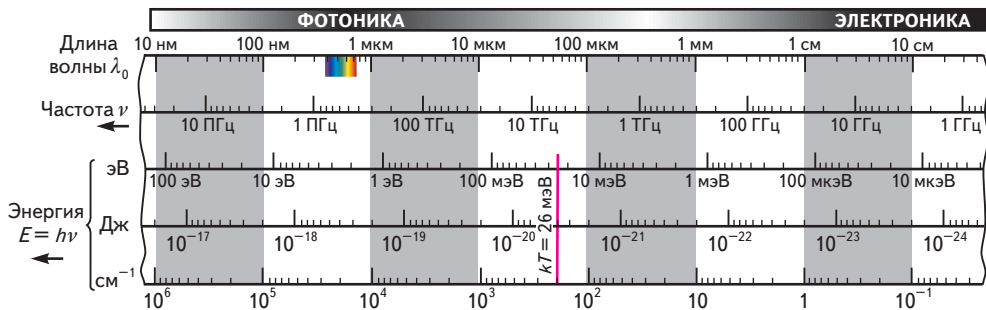 ФОТОНИКА ЭЛЕКТРОНИКА
Длина 10 нм 100 нм 1 мкм 10 мкм 100 мкм 1 мм 1 см 10 см
волны λ₀
Частота ν
10 ПГц 1 ПГц 100 ТГц 10 ТГц 1 ТГц 100 ГГц 10 ГГц 1 ГГц
эВ
100 эВ 10 эВ 1 эВ 100 мэВ 10 мэВ 1 мэВ 100 мкэВ 10 мкэВ
Энергия
E = hν
Дж
10⁻¹⁷ 10⁻¹⁸ 10⁻¹⁹ 10⁻²⁰ 10⁻²¹ 10⁻²² 10⁻²³ 10⁻²⁴
kT = 26 мэВ
см⁻¹
10⁶ 10⁵ 10⁴ 10³ 10² 10 1 10⁻¹